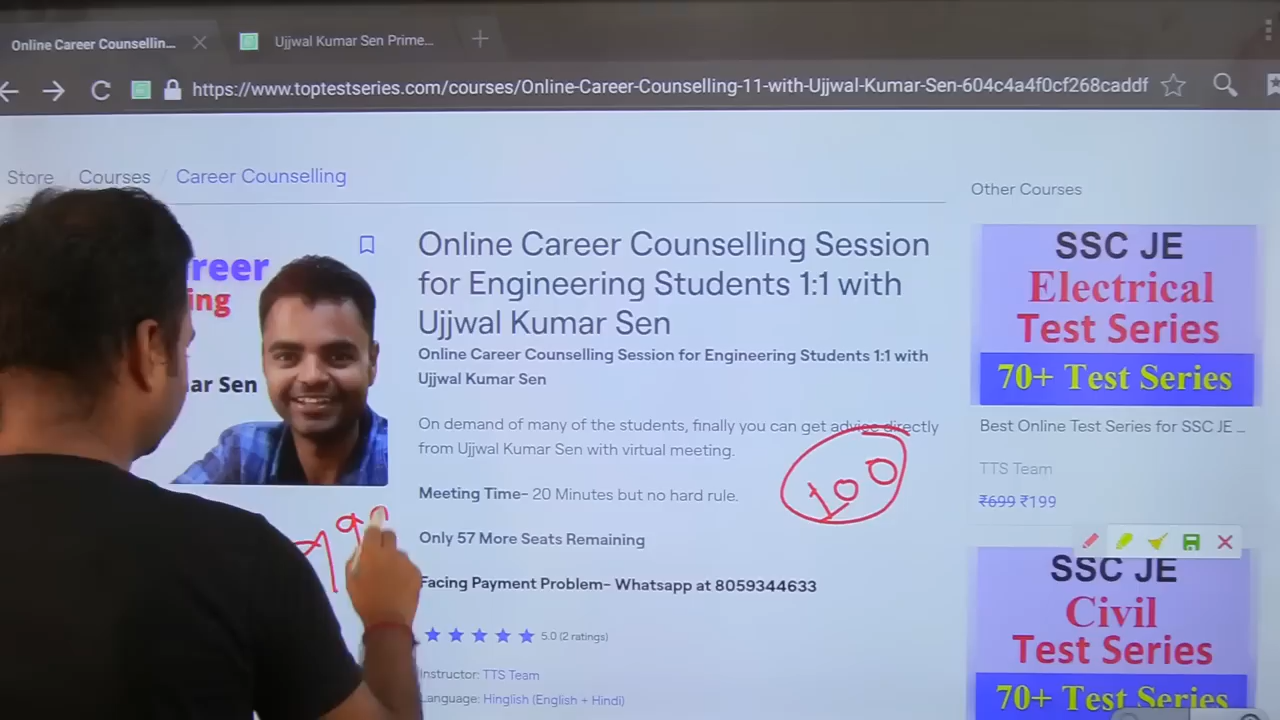 Online Career Counsellin...
Ujjwal Kumar Sen Prime...
https://www.toptestseries.com/courses/Online-Career-Counselling-11-with-Ujjwal-Kumar-Sen-604c4a4f0cf268caddf
Store / Courses / Career Counselling
reer
ing
ar Sen
Online Career Counselling Session
for Engineering Students 1:1 with
Ujjwal Kumar Sen
Online Career Counselling Session for Engineering Students 1:1 with
Ujjwal Kumar Sen
On demand of many of the students, finally you can get advise directly
from Ujjwal Kumar Sen with virtual meeting.
100
Meeting Time- 20 Minutes but no hard rule.
Only 57 More Seats Remaining
Facing Payment Problem- Whatsapp at 8059344633
5.0 (2 ratings)
Instructor: TTS Team
Language: Hinglish (English + Hindi)
Other Courses
SSC JE
Electrical
Test Series
70+ Test Series
Best Online Test Series for SSC JE ...
TTS Team
₹699 ₹199
SSC JE
Civil
Test Series
70+ Test Series